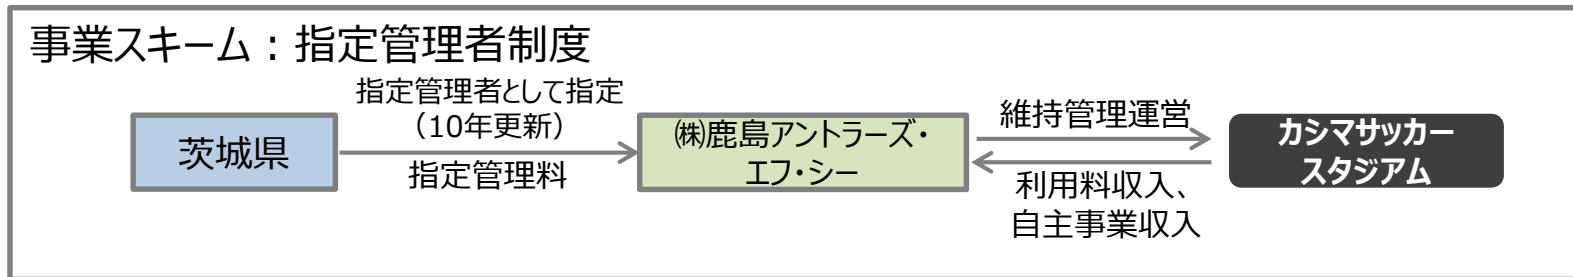 事業スキーム：指定管理者制度
指定管理者として指定
（10年更新）
茨城県
指定管理料
㈱鹿島アントラーズ・
エフ・シー
維持管理運営
利用料収入、
自主事業収入
カシマサッカー
スタジアム